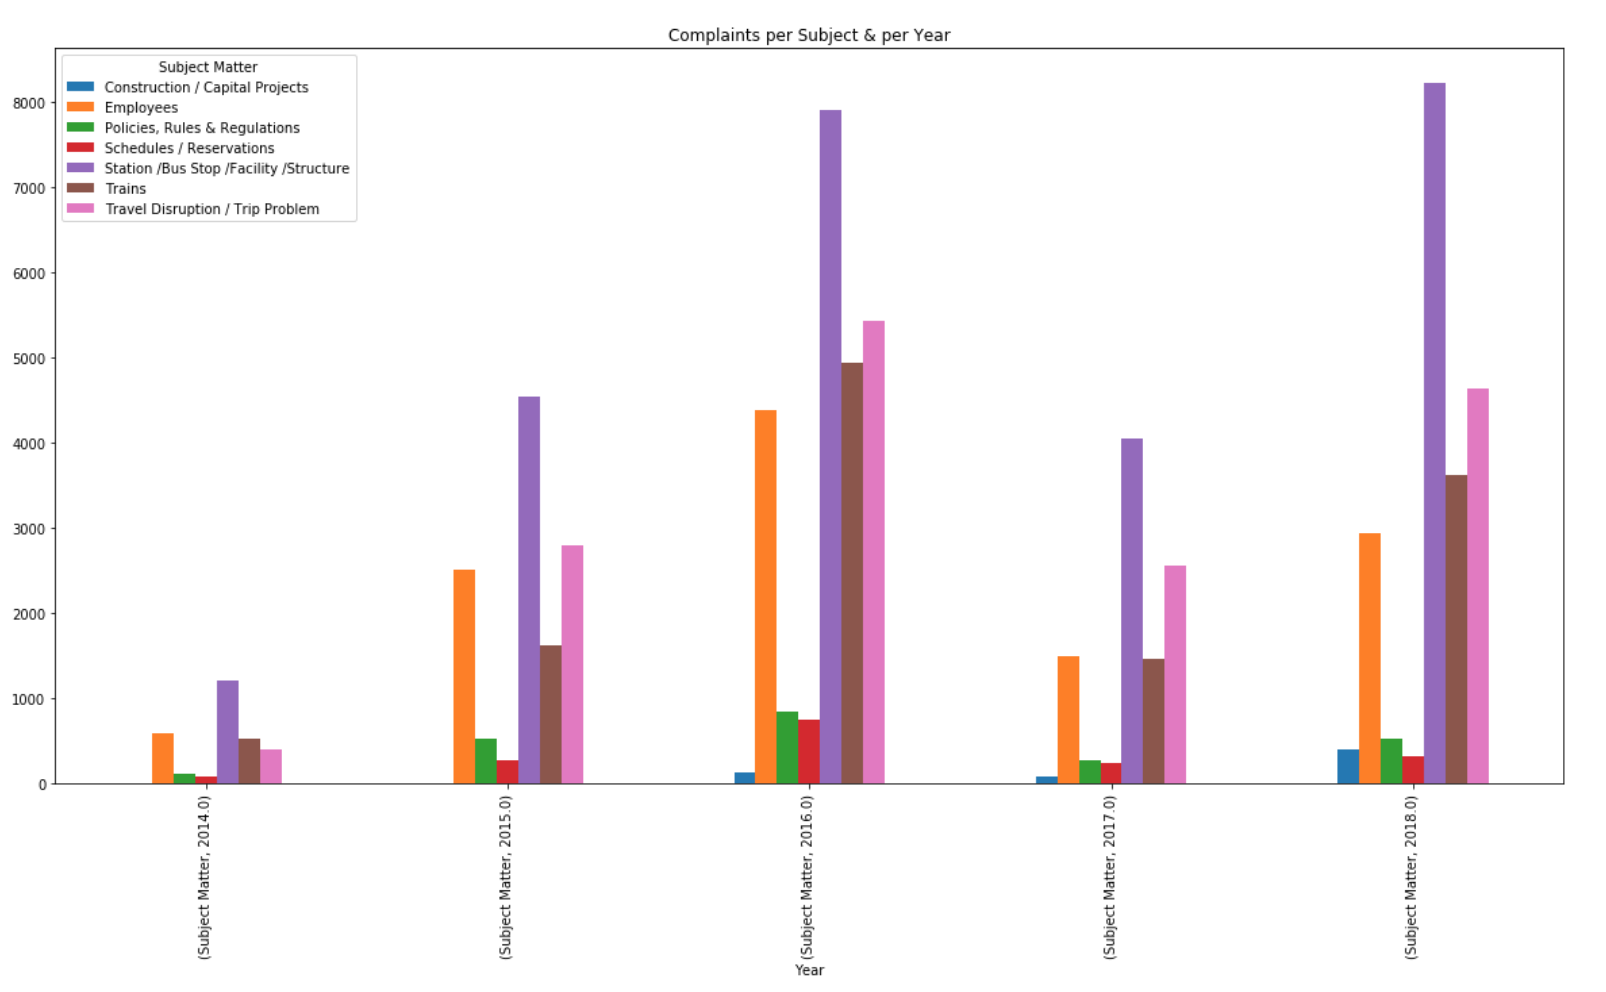 Complaints per Subject & per Year
Subject Matter
Construction / Capital Projects
Employees
Policies, Rules & Regulations
Schedules / Reservations
Station /Bus Stop /Facility /Structure
Trains
Travel Disruption / Trip Problem
8000
7000
6000
5000
4000
3000
2000
1000
0
(Subject Matter, 2014.0)
(Subject Matter, 2015.0)
(Subject Matter, 2016.0)
(Subject Matter, 2017.0)
(Subject Matter, 2018.0)
Year